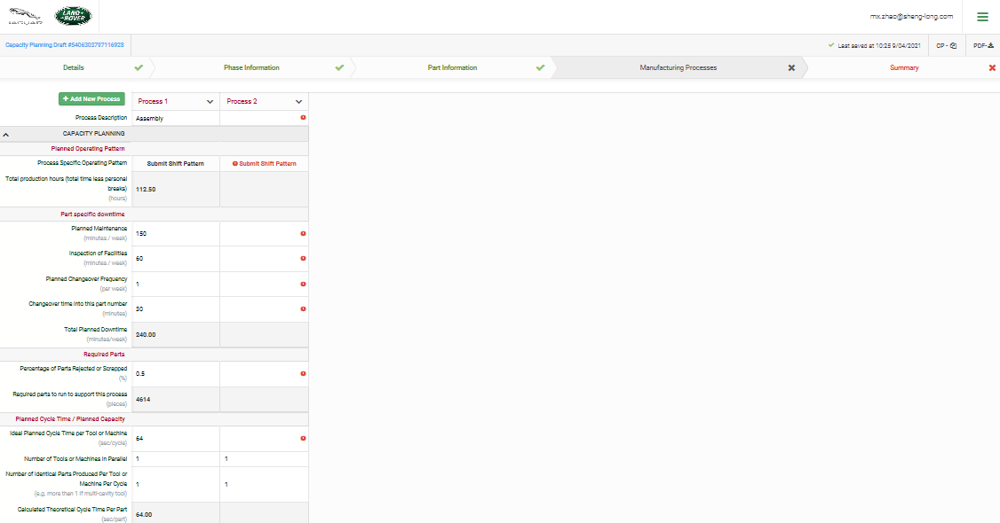 JAGUAR
LAND-
ROVER
mx.zhao@sheng-long.com
Capacity Planning Draft #5406303797116928
Last saved at 10:25 9/04/2021
CP -
PDF-
Details
Phase Information
Part Information
Manufacturing Processes
Summary
+ Add New Process
Process 1
Process 2
Process Description
Assembly
CAPACITY PLANNING
Planned Operating Pattern
Process Specific Operating Pattern
Submit Shift Pattern
Submit Shift Pattern
Total production hours (total time less personal
breaks)
(hours)
112.50
Part specific downtime
Planned Maintenance
(minutes / week)
150
Inspection of Facilities
(minutes / week)
60
Planned Changeover Frequency
(per week)
1
Changeover time into this part number
(minutes)
30
Total Planned Downtime
(minutes/week)
240.00
Required Parts
Percentage of Parts Rejected or Scrapped
(%)
0.5
Required parts to run to support this process
(pieces)
4614
Planned Cycle Time / Planned Capacity
Ideal Planned Cycle Time per Tool or Machine
(sec/cycle)
64
Number of Tools or Machines in Parallel
1
1
Number of Identical Parts Produced Per Tool or
Machine Per Cycle
(e.g. more than 1 if multi-cavity tool)
1
1
Calculated Theoretical Cycle Time Per Part
(sec/part)
64.00